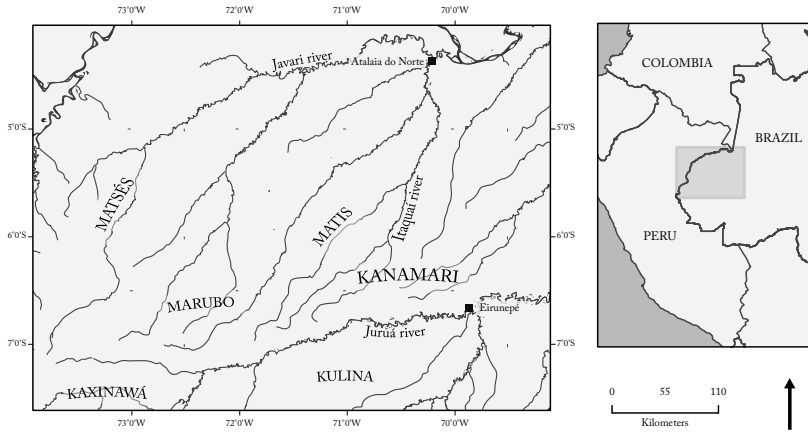 73°0'W 72°0'W 71°0'W 70°0'W
Javari river
Atalaia do Norte
COLOMBIA
BRAZIL
5°0'S 5°0'S
MATSÉS
MATIS
Itaquaí river
6°0'S 6°0'S
PERU
KANAMARI
MARUBO
Eirunepé
Juruá river
7°0'S 7°0'S
KULINA
KAXINAWÁ
0 55 110
Kilometers
73°0'W 72°0'W 71°0'W 70°0'W